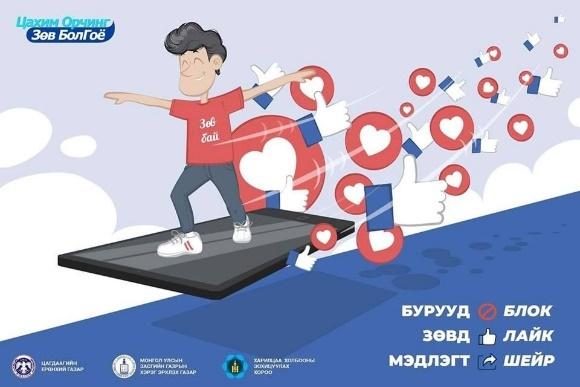 Цахим Орчинг
Зөв БолГоё
Зөв
бай
БУРУУД БЛОК
ЗӨВД ЛАЙК
МЭДЛЭГТ ШЕЙР
ЦАГДААГИЙН
ЕРӨНХИЙ ГАЗАР
МОНГОЛ УЛСЫН
ЗАСГИЙН ГАЗРЫН
ХЭРЭГ ЭРХЛЭХ ГАЗАР
ХАРИЛЦАА ХОЛБООНЫ
ЗОХИЦУУЛАХ
ХОРОО